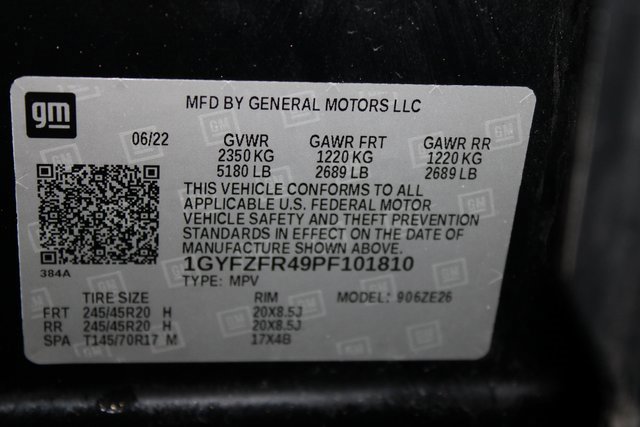 gm
MFD BY GENERAL MOTORS LLC
06/22 GVWR GAWR FRT GAWR RR
2350 KG 1220 KG 1220 KG
5180 LB 2689 LB 2689 LB
THIS VEHICLE CONFORMS TO ALL
APPLICABLE U.S. FEDERAL MOTOR
VEHICLE SAFETY AND THEFT PREVENTION
STANDARDS IN EFFECT ON THE DATE OF
MANUFACTURE SHOWN ABOVE.
384A
1GYFZFR49PF101810
TYPE: MPV
TIRE SIZE RIM MODEL: 906ZE26
FRT 245/45R20 H 20X8.5J
RR 245/45R20 H 20X8.5J
SPA T145/70R17 M 17X4B